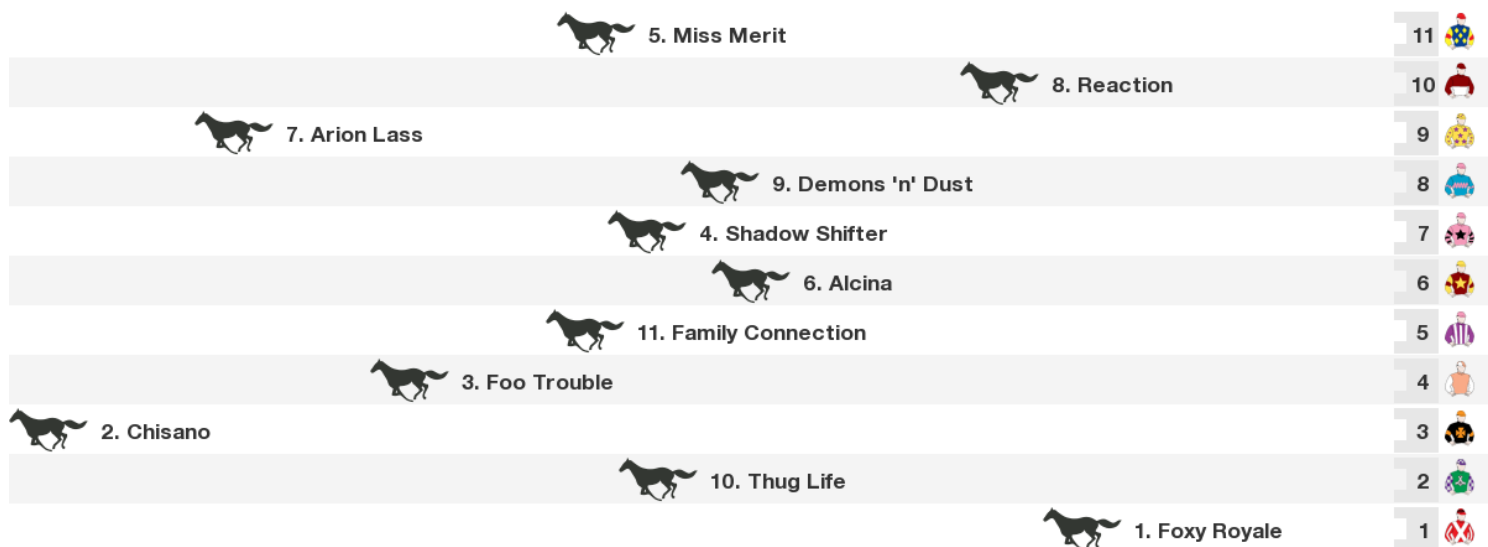 5. Miss Merit 11
8. Reaction 10
7. Arion Lass 9
9. Demons 'n' Dust 8
4. Shadow Shifter 7
6. Alcina 6
11. Family Connection 5
3. Foo Trouble 4
2. Chisano 3
10. Thug Life 2
1. Foxy Royale 1